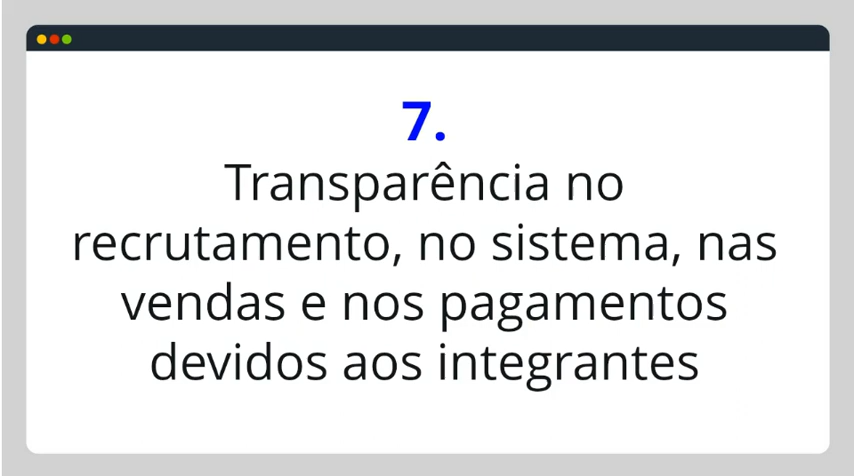 7.
Transparência no
recrutamento, no sistema, nas
vendas e nos pagamentos
devidos aos integrantes